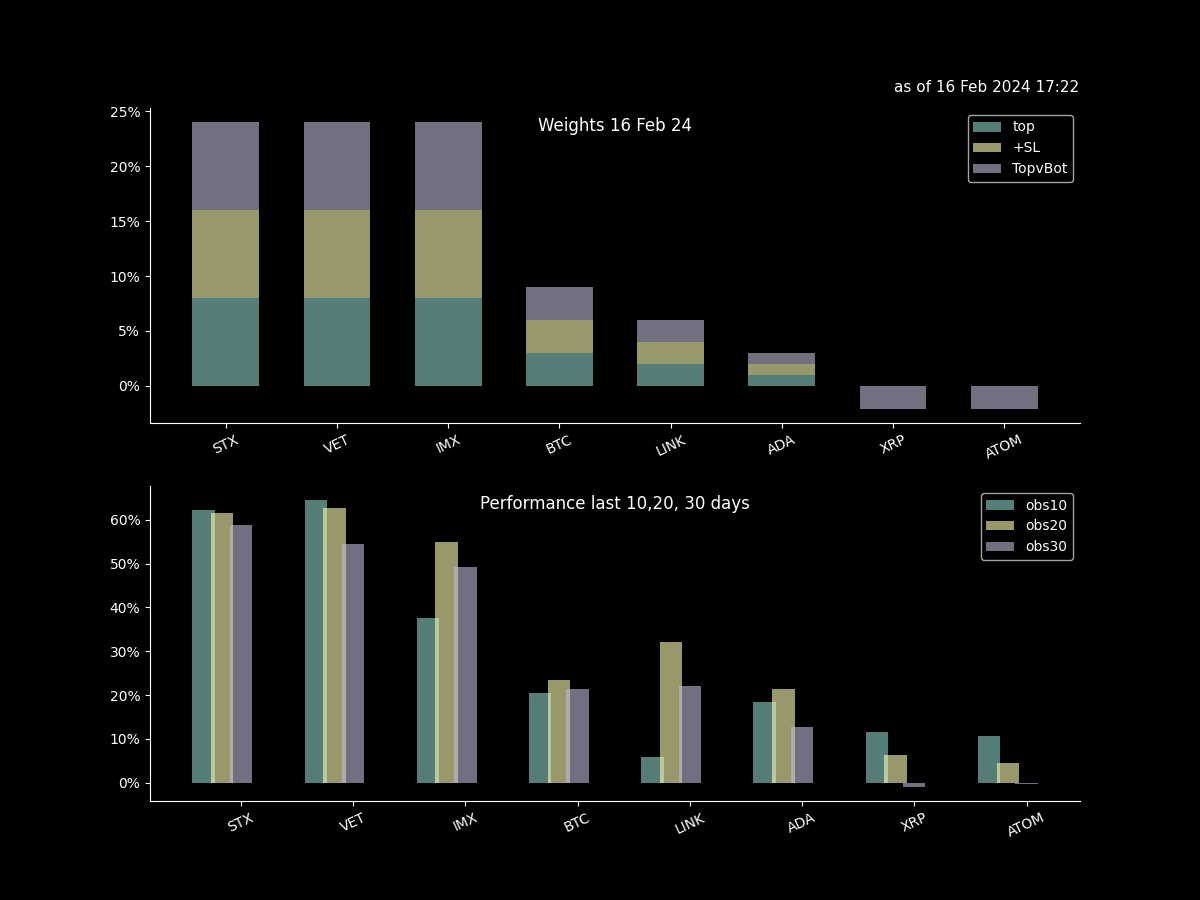 as of 16 Feb 2024 17:22
Weights 16 Feb 24
top
+SL
TopvBot
25%
20%
15%
10%
5%
0%
STX VET IMX BTC LINK ADA XRP ATOM
Performance last 10,20, 30 days
obs10
obs20
obs30
60%
50%
40%
30%
20%
10%
0%
STX VET IMX BTC LINK ADA XRP ATOM